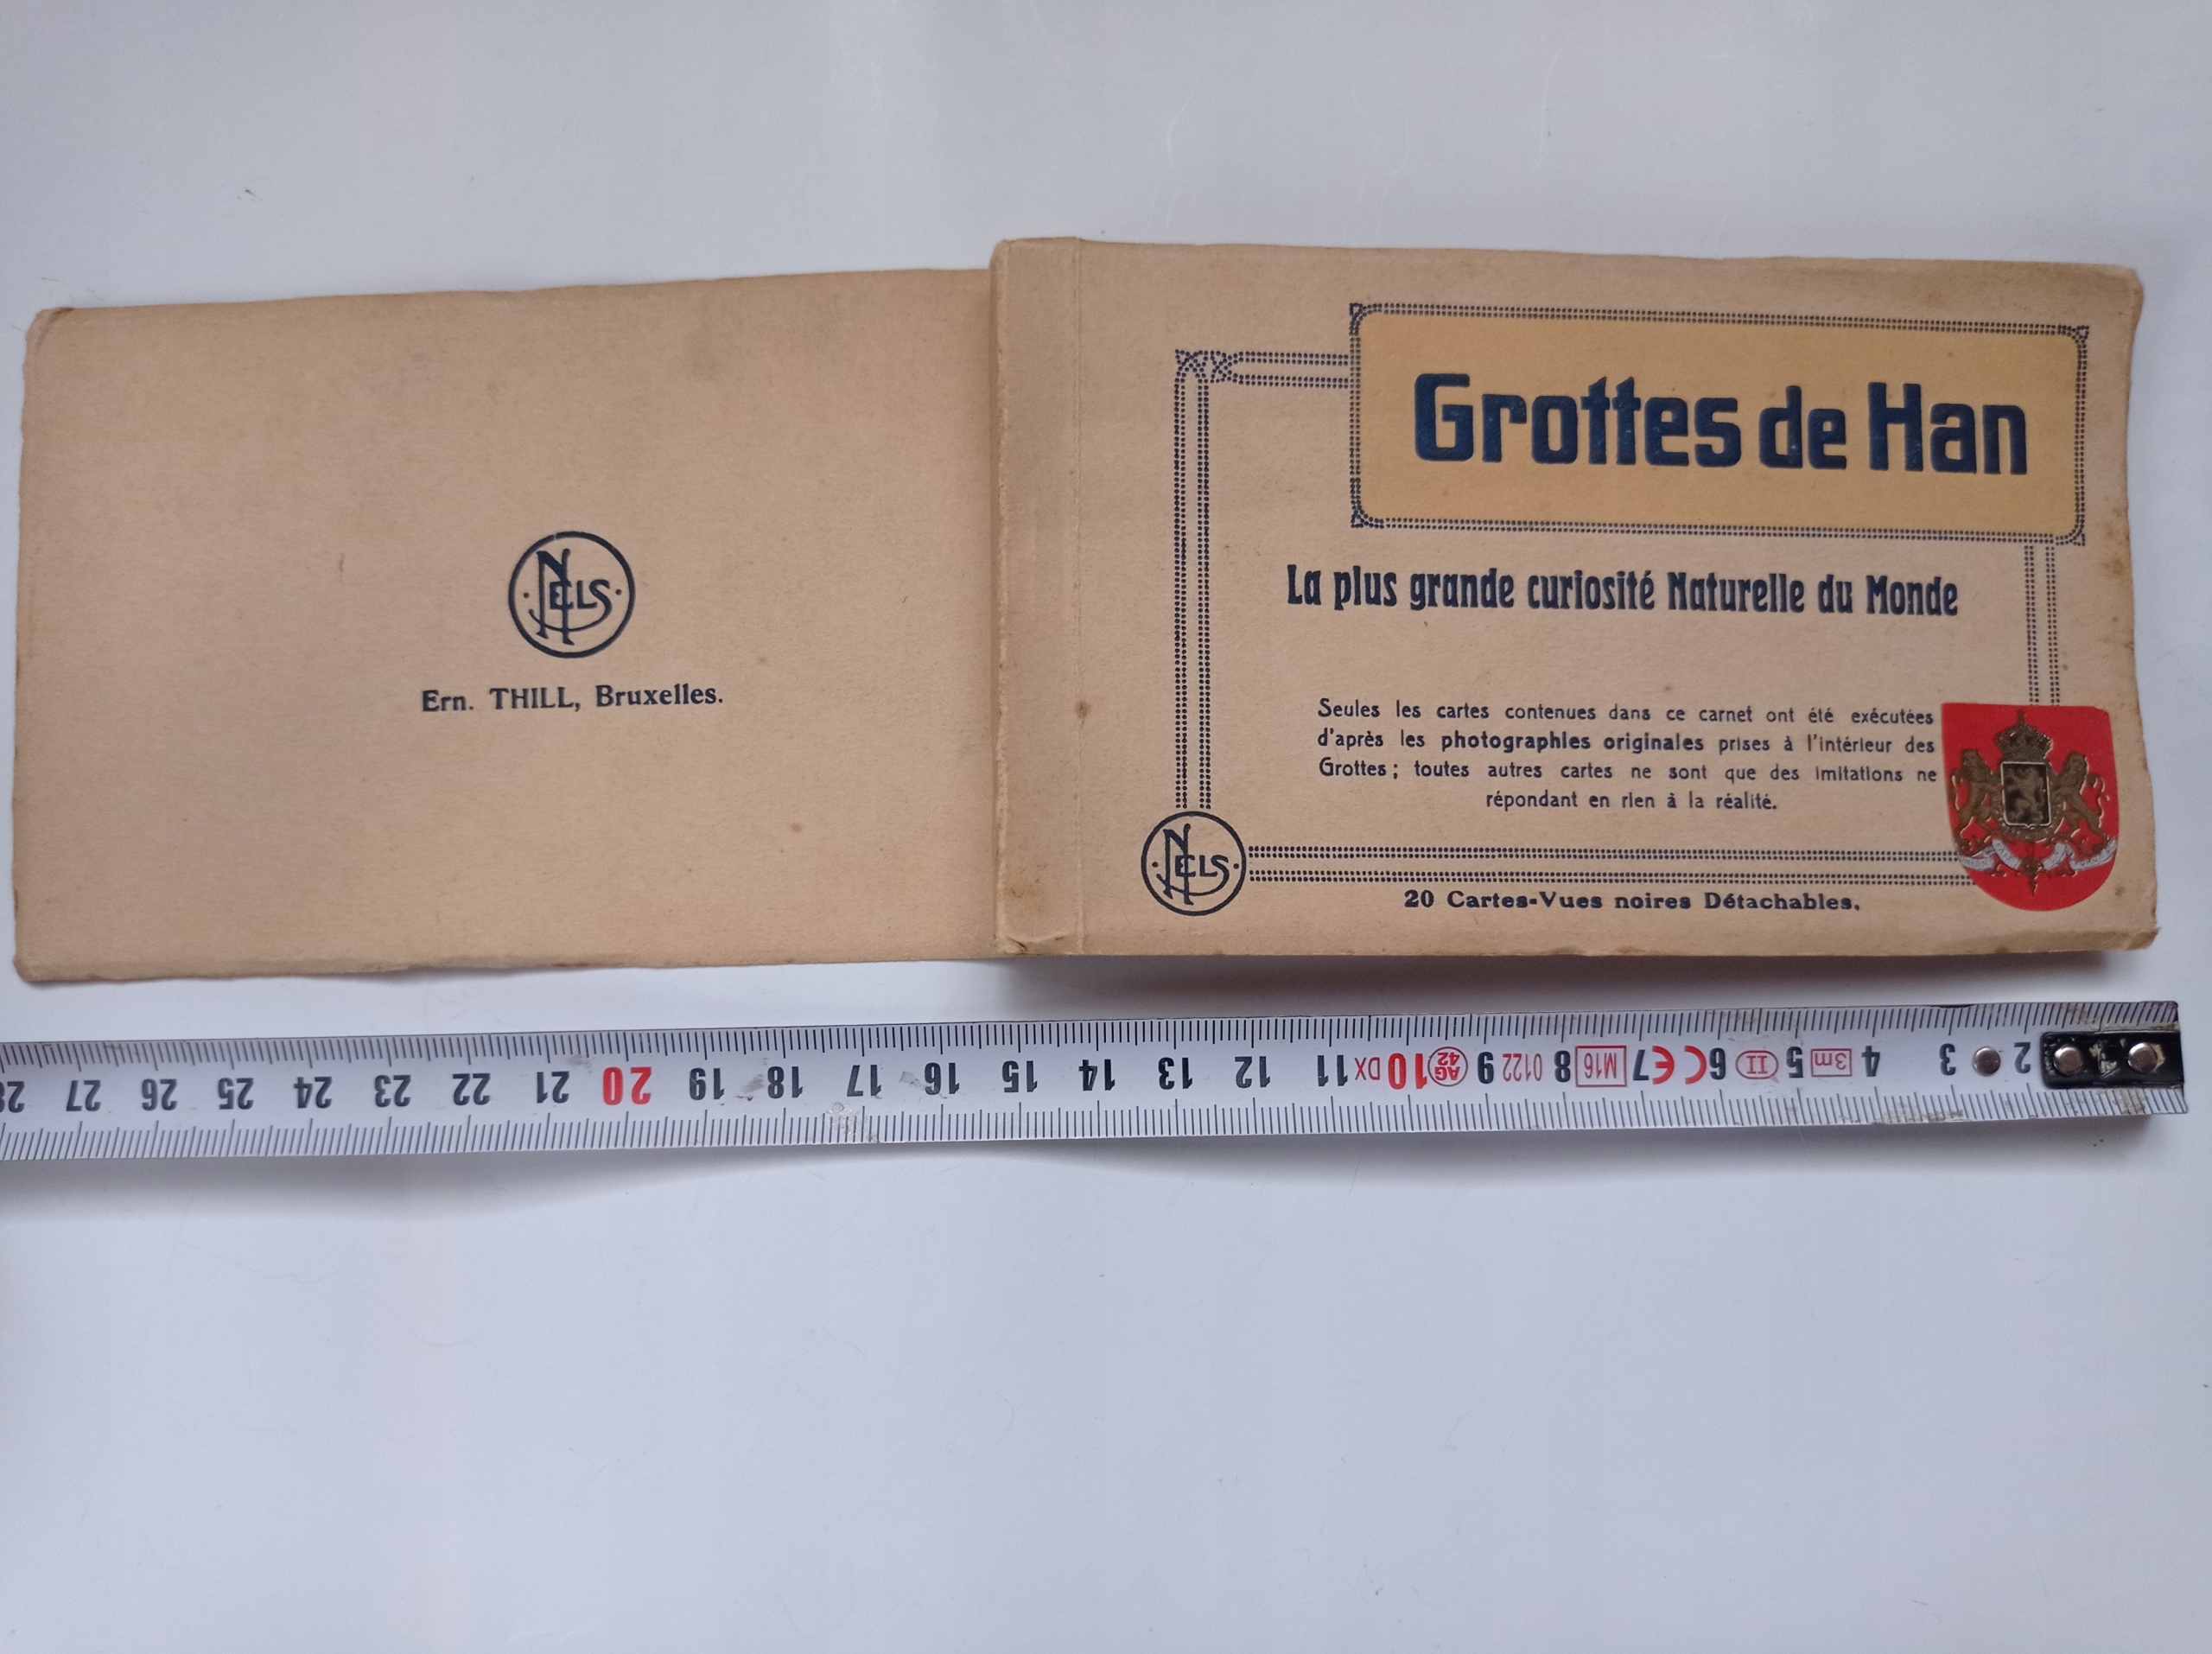 NELS
Ern. THILL, Bruxelles.
Grottes de Han
La plus grande curiosité Naturelle du Monde
Seules les cartes contenues dans ce carnet ont été exécutées
d'après les photographies originales prises à l'intérieur des
Grottes ; toutes autres cartes ne sont que des imitations ne
répondant en rien à la réalité.
NELS
20 Cartes-Vues noires Détachables.
28 27 26 25 24 23 22 21 20 19 18 17 16 15 14 13 12 11 DX 10 AG 42 9 0122 8 M16 7 CE 6 II 5 3m 4 3 2